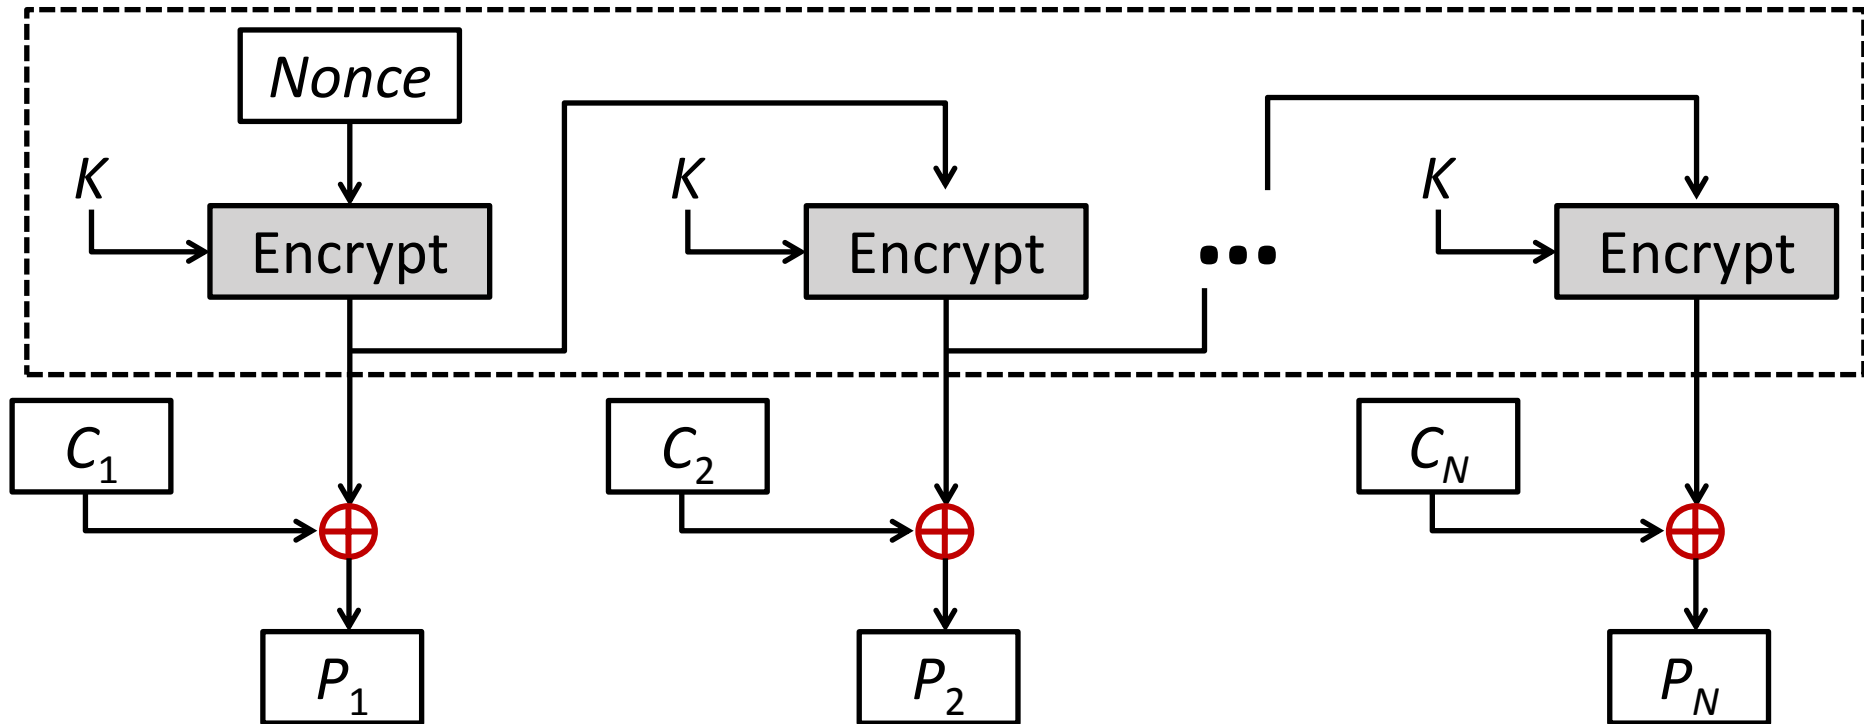 Nonce
K K K
Encrypt Encrypt ... Encrypt
C1 C2 CN
P1 P2 PN